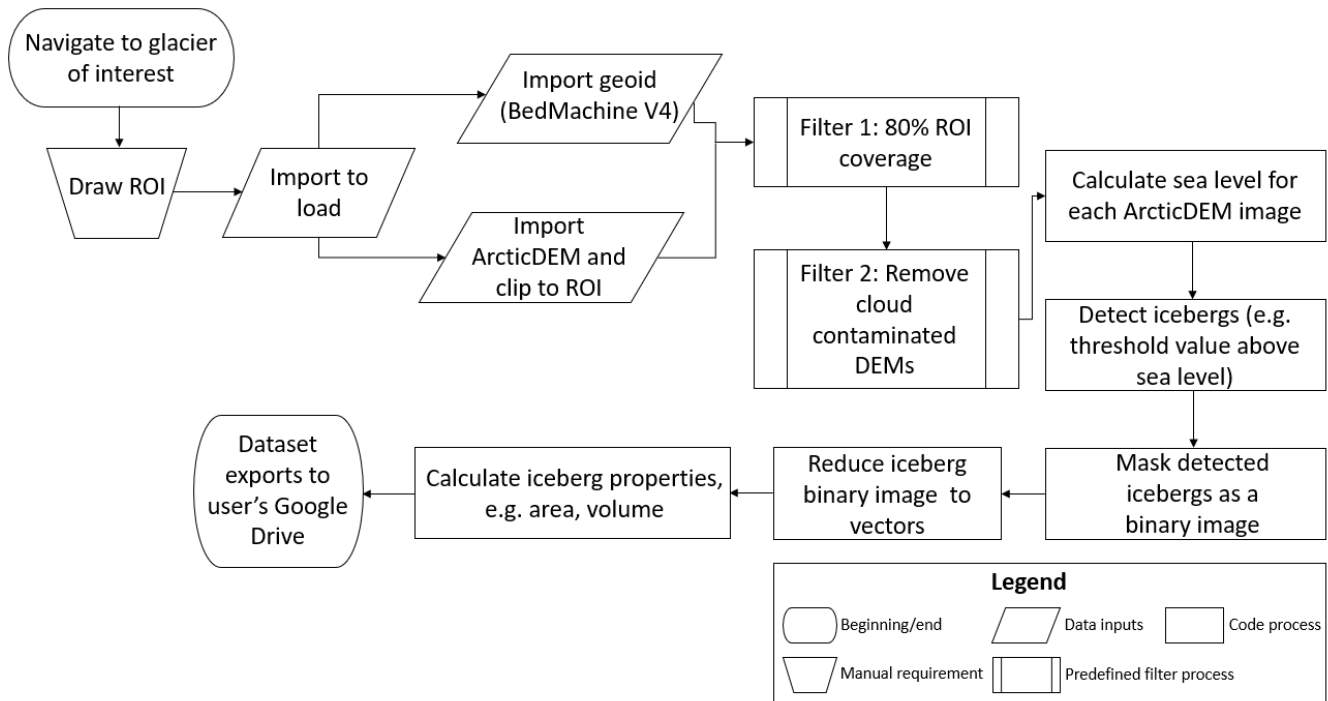 Navigate to glacier
of interest
Draw ROI
Import to
load
Import geoid
(BedMachine V4)
Import
ArcticDEM and
clip to ROI
Filter 1: 80% ROI
coverage
Filter 2: Remove
cloud
contaminated
DEMs
Calculate sea level for
each ArcticDEM image
Detect icebergs (e.g.
threshold value above
sea level)
Mask detected
icebergs as a
binary image
Reduce iceberg
binary image to
vectors
Calculate iceberg properties,
e.g. area, volume
Dataset
exports to
user's Google
Drive
Legend
Beginning/end
Data inputs
Code process
Manual requirement
Predefined filter process